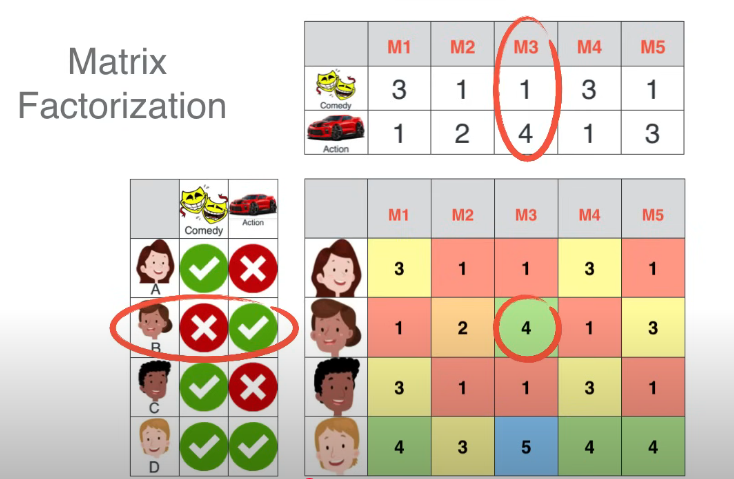 Matrix
Factorization
M1 M2 M3 M4 M5
Comedy 3 1 1 3 1
Action 1 2 4 1 3
Comedy Action
M1 M2 M3 M4 M5
A 3 1 1 3 1
B 1 2 4 1 3
C 3 1 1 3 1
D 4 3 5 4 4